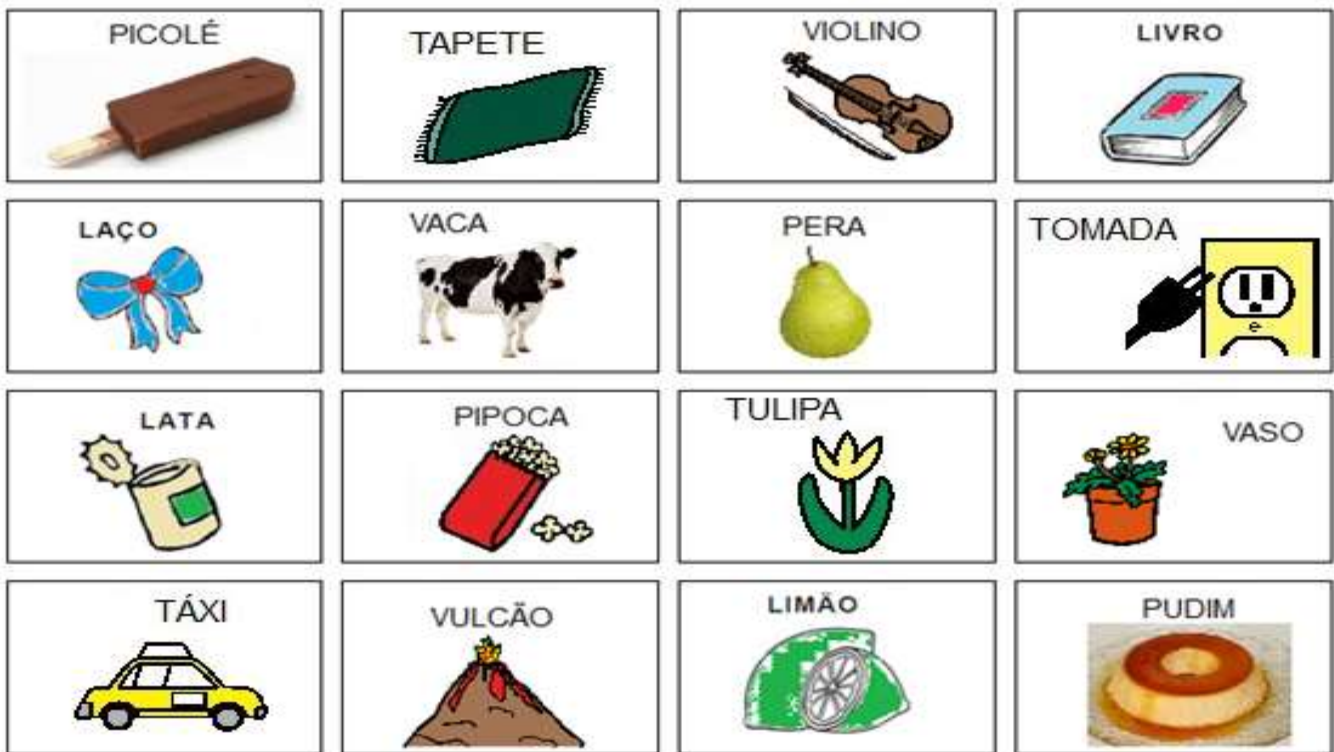 PICOLÉ
TAPETE
VIOLINO
LIVRO
LAÇO
VACA
PERA
TOMADA
e
LATA
PIPOCA
TULIPA
VASO
TÁXI
VULCÃO
LIMÃO
PUDIM